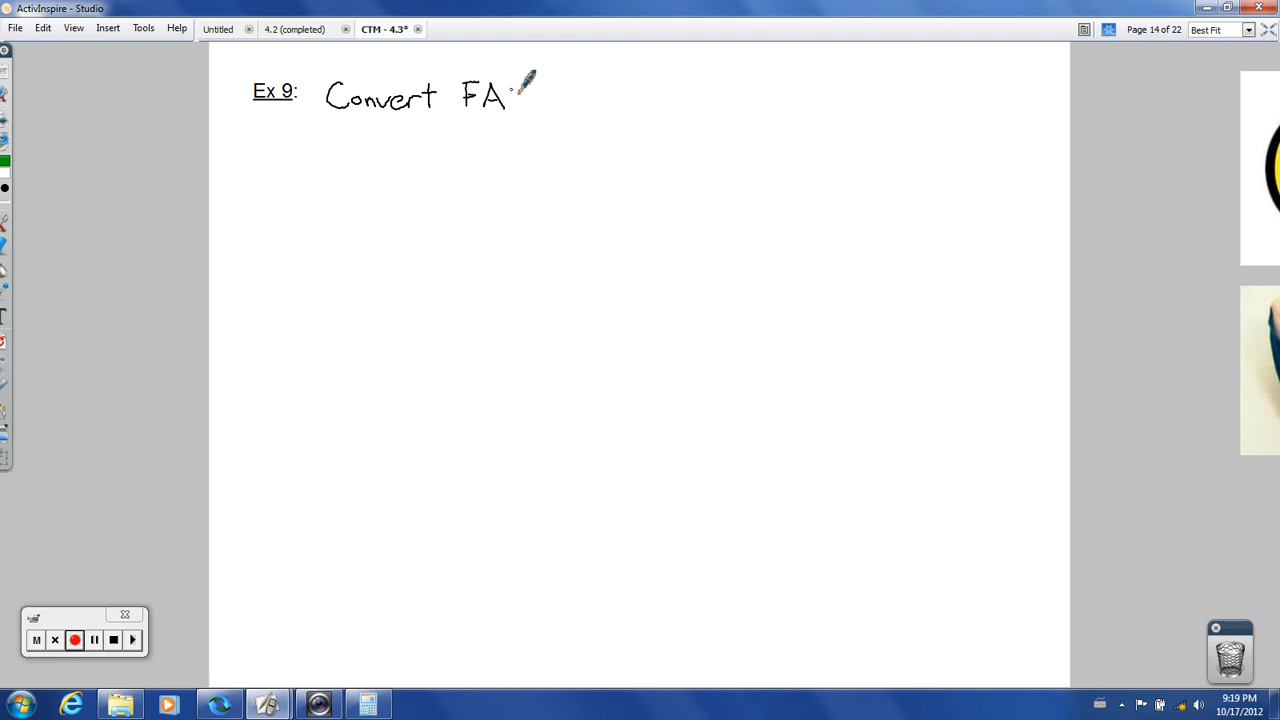 ActivInspire - Studio
File Edit View Insert Tools Help Untitled 4.2 (completed) CTM - 4.3* Page 14 of 22 Best Fit
Ex 9: Convert FA
M
9:19 PM
10/17/2012